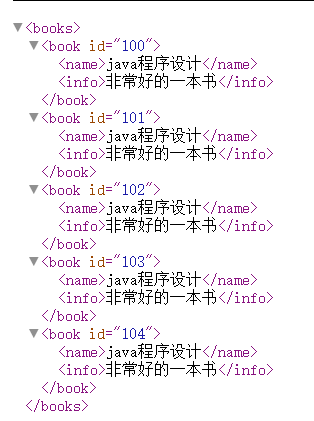 <books>
<book id="100">
<name>java程序设计</name>
<info>非常好的一本书</info>
</book>
<book id="101">
<name>java程序设计</name>
<info>非常好的一本书</info>
</book>
<book id="102">
<name>java程序设计</name>
<info>非常好的一本书</info>
</book>
<book id="103">
<name>java程序设计</name>
<info>非常好的一本书</info>
</book>
<book id="104">
<name>java程序设计</name>
<info>非常好的一本书</info>
</book>
</books>